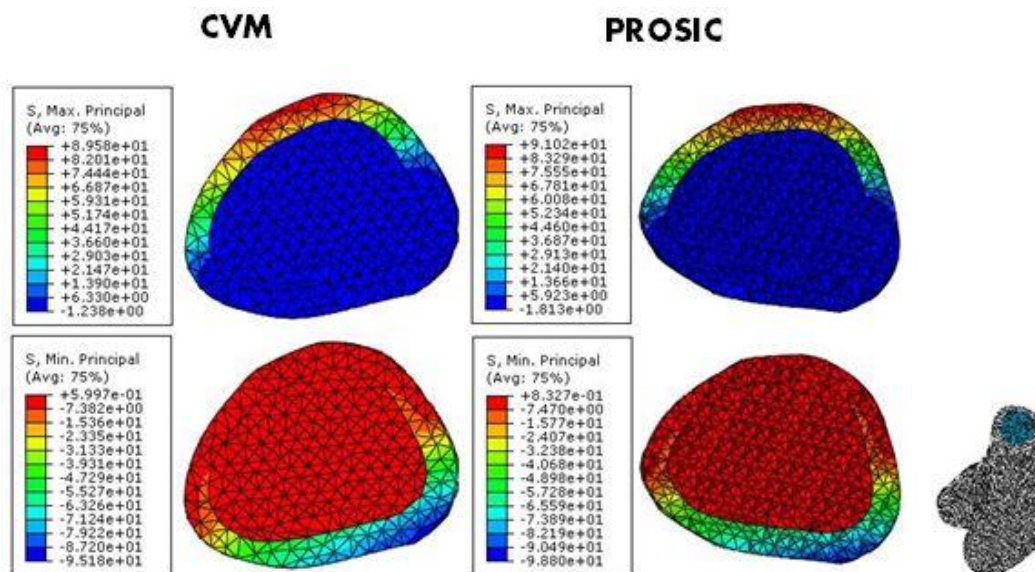 CVM
PROSIC
S, Max. Principal
(Avg: 75%)
+8.958e+01
+8.201e+01
+7.444e+01
+6.687e+01
+5.931e+01
+5.174e+01
+4.417e+01
+3.660e+01
+2.903e+01
+2.147e+01
+1.390e+01
+6.330e+00
-1.238e+00
S, Max. Principal
(Avg: 75%)
+9.102e+01
+8.329e+01
+7.555e+01
+6.781e+01
+6.008e+01
+5.234e+01
+4.460e+01
+3.687e+01
+2.913e+01
+2.140e+01
+1.366e+01
+5.923e+00
-1.813e+00
S, Min. Principal
(Avg: 75%)
+5.997e-01
-7.382e+00
-1.536e+01
-2.335e+01
-3.133e+01
-3.931e+01
-4.729e+01
-5.527e+01
-6.326e+01
-7.124e+01
-7.922e+01
-8.720e+01
-9.518e+01
S, Min. Principal
(Avg: 75%)
+8.327e-01
-7.470e+00
-1.577e+01
-2.407e+01
-3.238e+01
-4.068e+01
-4.898e+01
-5.728e+01
-6.559e+01
-7.389e+01
-8.219e+01
-9.049e+01
-9.880e+01